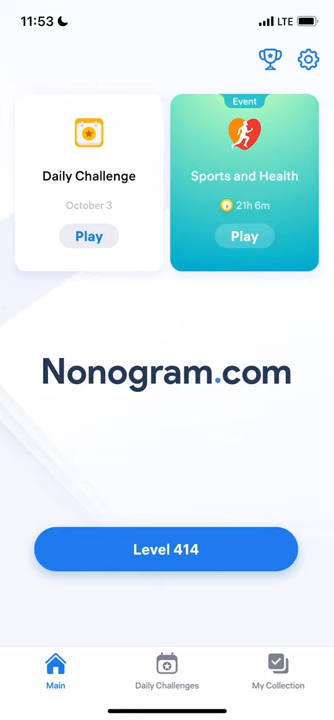 11:53
LTE
Event
Daily Challenge
Sports and Health
October 3
21h 6m
Play
Play
Nonogram.com
Level 414
Main
Daily Challenges
My Collection